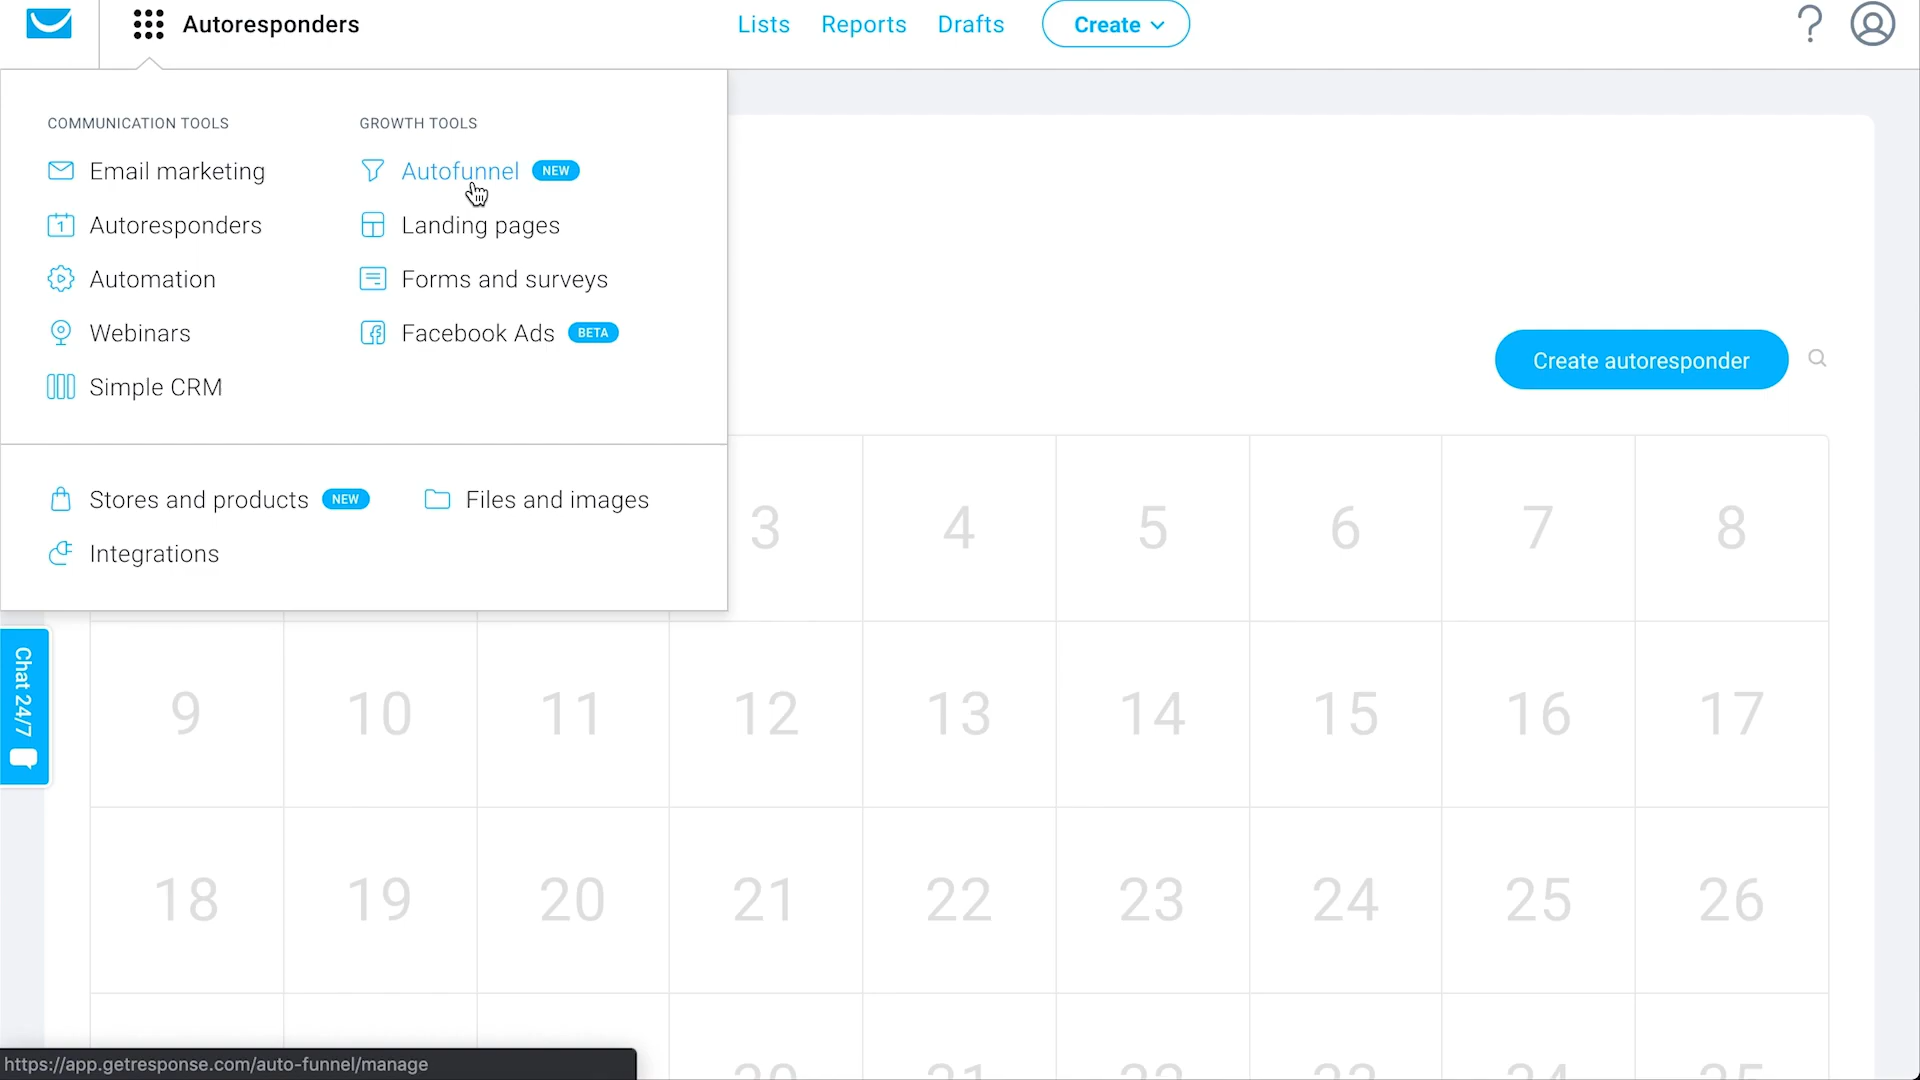 Autoresponders
Lists Reports Drafts Create
COMMUNICATION TOOLS
Email marketing
Autoresponders
1
Automation
Webinars
Simple CRM
GROWTH TOOLS
Autofunnel NEW
Landing pages
Forms and surveys
Facebook Ads BETA
Stores and products NEW
Files and images
Integrations
Create autoresponder
Chat 24/7
3 4 5 6 7 8
9 10 11 12 13 14 15 16 17
18 19 20 21 22 23 24 25 26
https://app.getresponse.com/auto-funnel/manage